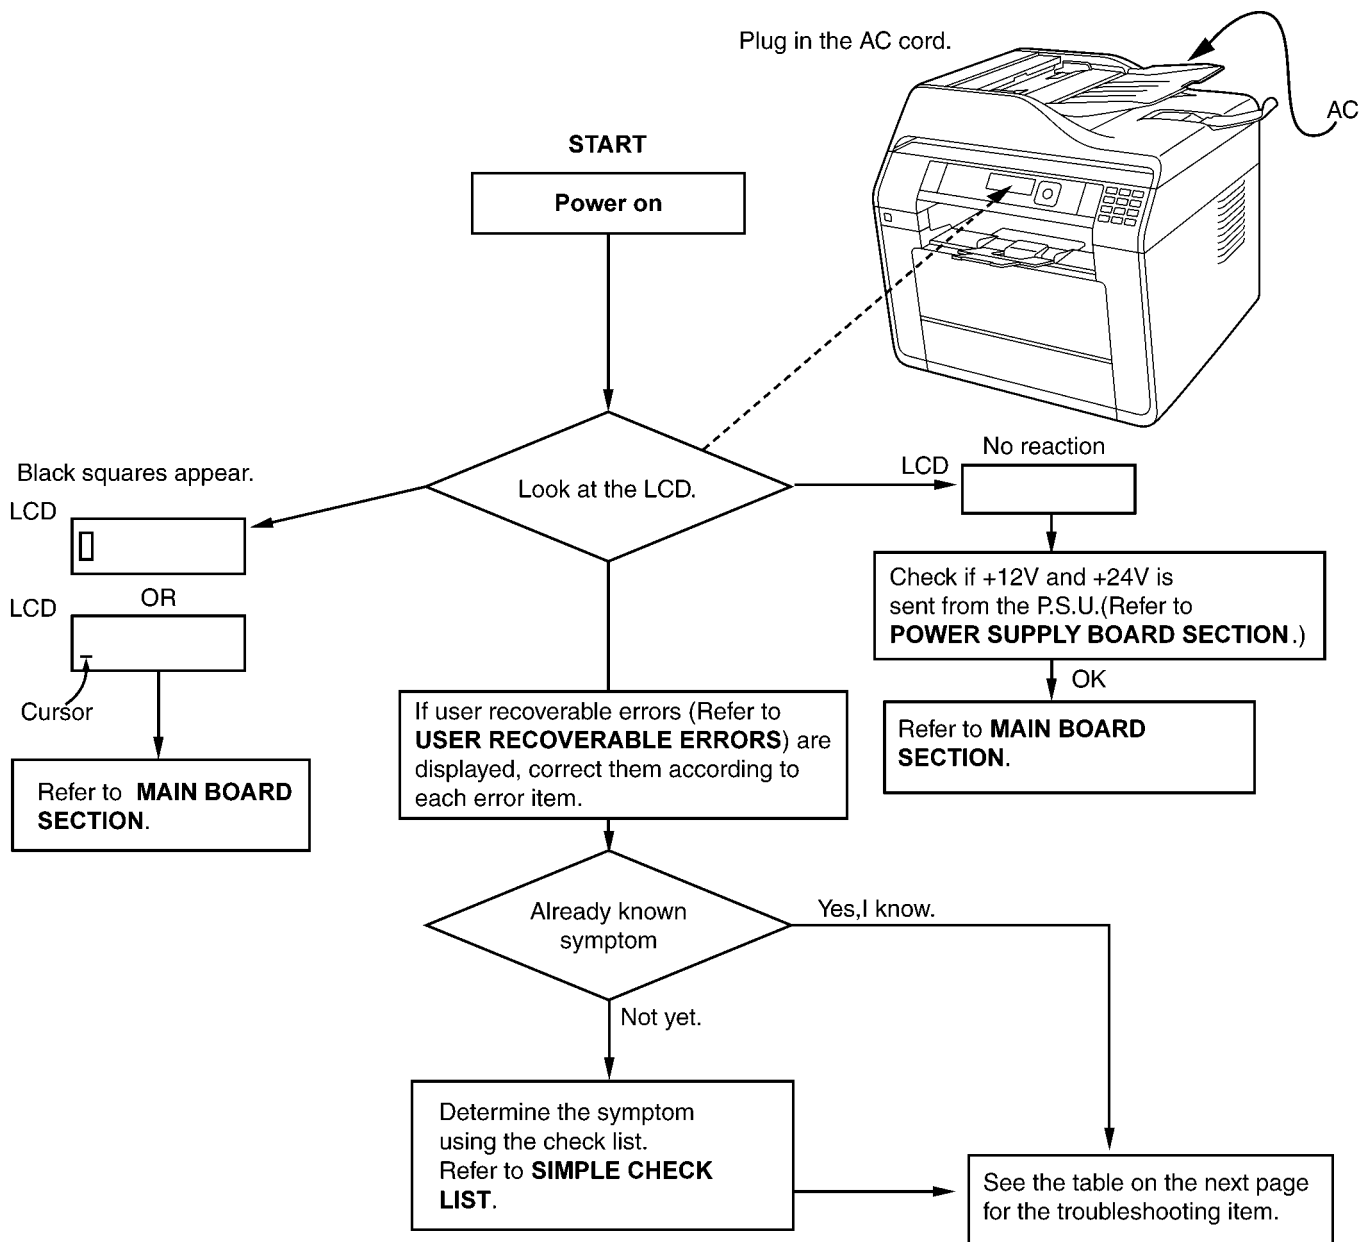 Plug in the AC cord.
AC
START
Power on
Look at the LCD.
Black squares appear.
LCD
OR
LCD
Cursor
Refer to MAIN BOARD
SECTION.
No reaction
LCD
Check if +12V and +24V is
sent from the P.S.U.(Refer to
POWER SUPPLY BOARD SECTION.)
OK
Refer to MAIN BOARD
SECTION.
If user recoverable errors (Refer to
USER RECOVERABLE ERRORS) are
displayed, correct them according to
each error item.
Already known
symptom
Yes,I know.
Not yet.
Determine the symptom
using the check list.
Refer to SIMPLE CHECK
LIST.
See the table on the next page
for the troubleshooting item.